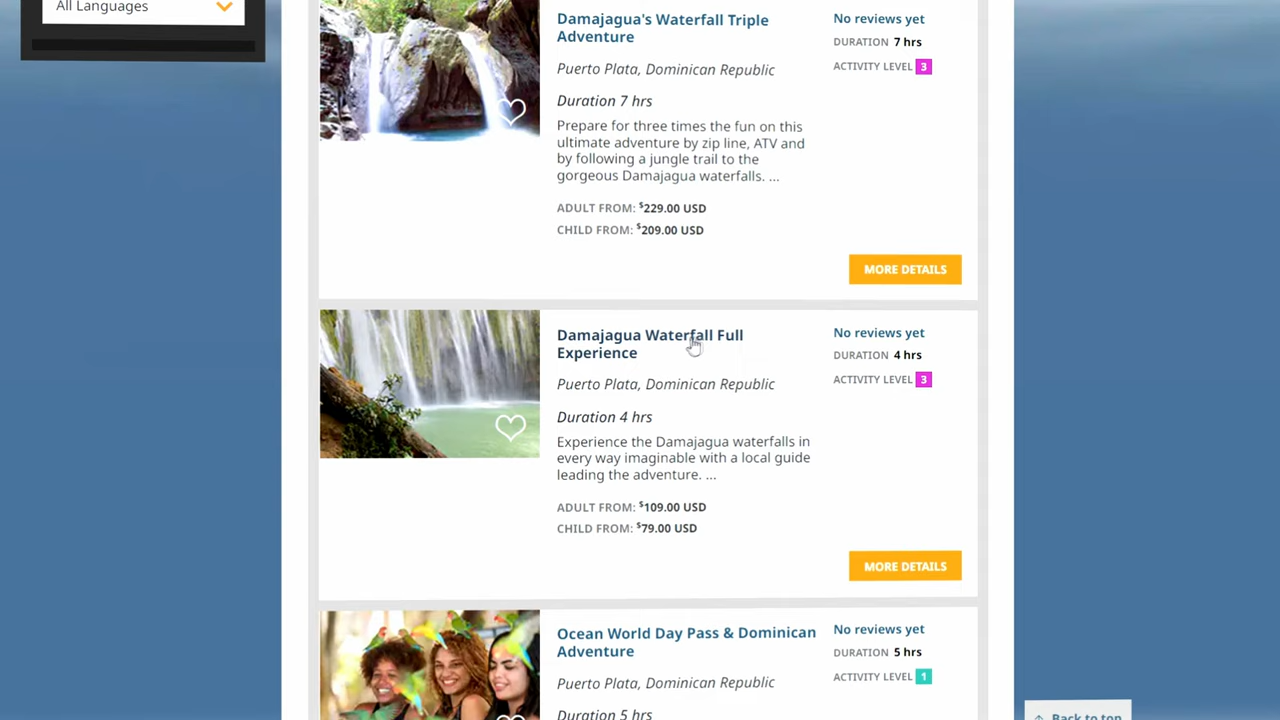 All Languages
Damajagua's Waterfall Triple
Adventure
Puerto Plata, Dominican Republic
Duration 7 hrs
Prepare for three times the fun on this
ultimate adventure by zip line, ATV and
by following a jungle trail to the
gorgeous Damajagua waterfalls. ...
ADULT FROM: $229.00 USD
CHILD FROM: $209.00 USD
No reviews yet
DURATION 7 hrs
ACTIVITY LEVEL 3
MORE DETAILS
Damajagua Waterfall Full
Experience
Puerto Plata, Dominican Republic
Duration 4 hrs
Experience the Damajagua waterfalls in
every way imaginable with a local guide
leading the adventure. ...
ADULT FROM: $109.00 USD
CHILD FROM: $79.00 USD
No reviews yet
DURATION 4 hrs
ACTIVITY LEVEL 3
MORE DETAILS
Ocean World Day Pass & Dominican
Adventure
Puerto Plata, Dominican Republic
Duration 5 hrs
No reviews yet
DURATION 5 hrs
ACTIVITY LEVEL 1
Back to top